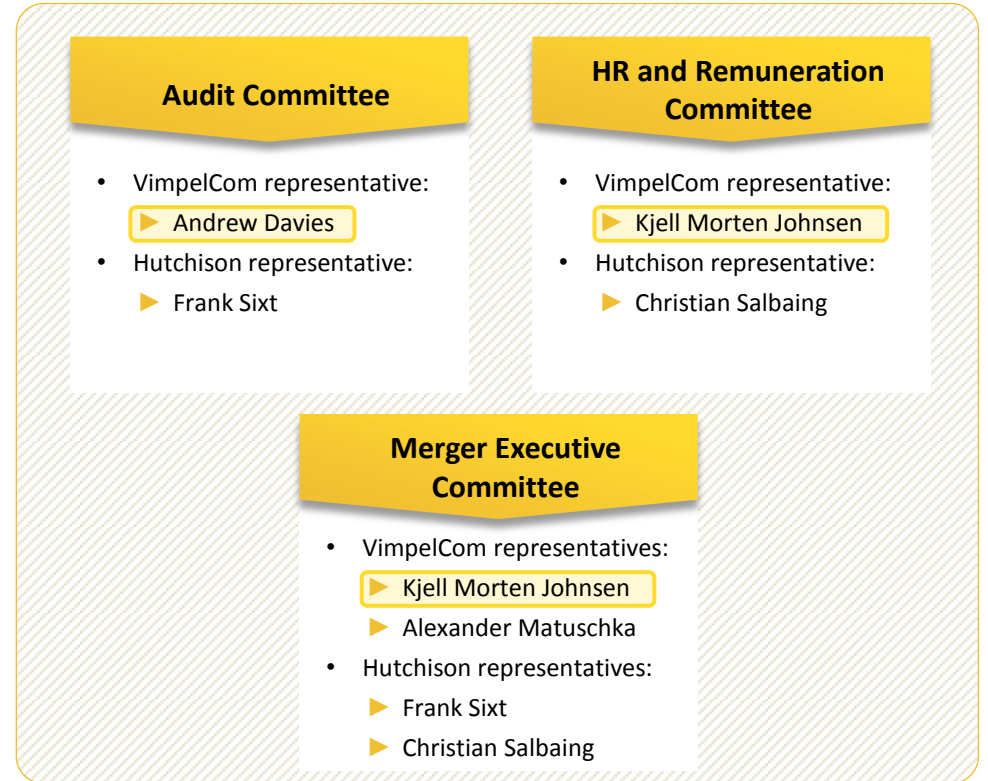 Audit Committee
• VimpelCom representative:
► Andrew Davies
• Hutchison representative:
► Frank Sixt
HR and Remuneration
Committee
• VimpelCom representative:
► Kjell Morten Johnsen
• Hutchison representative:
► Christian Salbaing
Merger Executive
Committee
• VimpelCom representatives:
► Kjell Morten Johnsen
► Alexander Matuschka
• Hutchison representatives:
► Frank Sixt
► Christian Salbaing